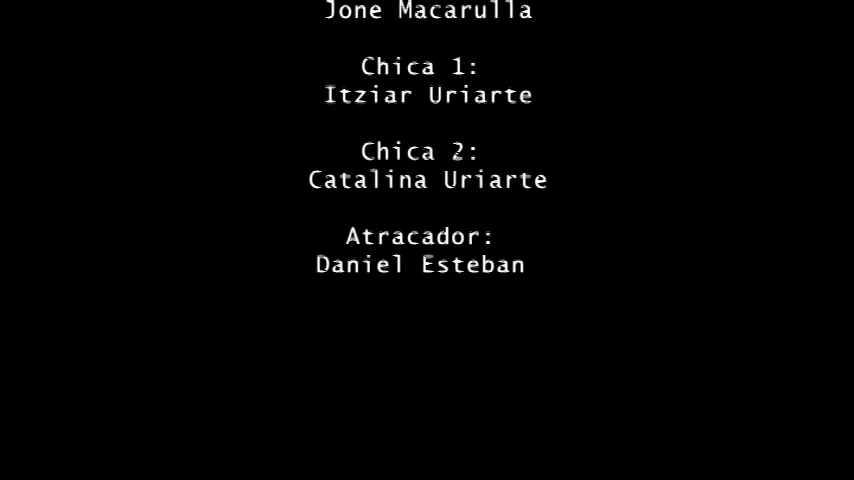 Jone Macarulla
Chica 1:
Itziar Uriarte
Chica 2:
Catalina Uriarte
Atracador:
Daniel Esteban